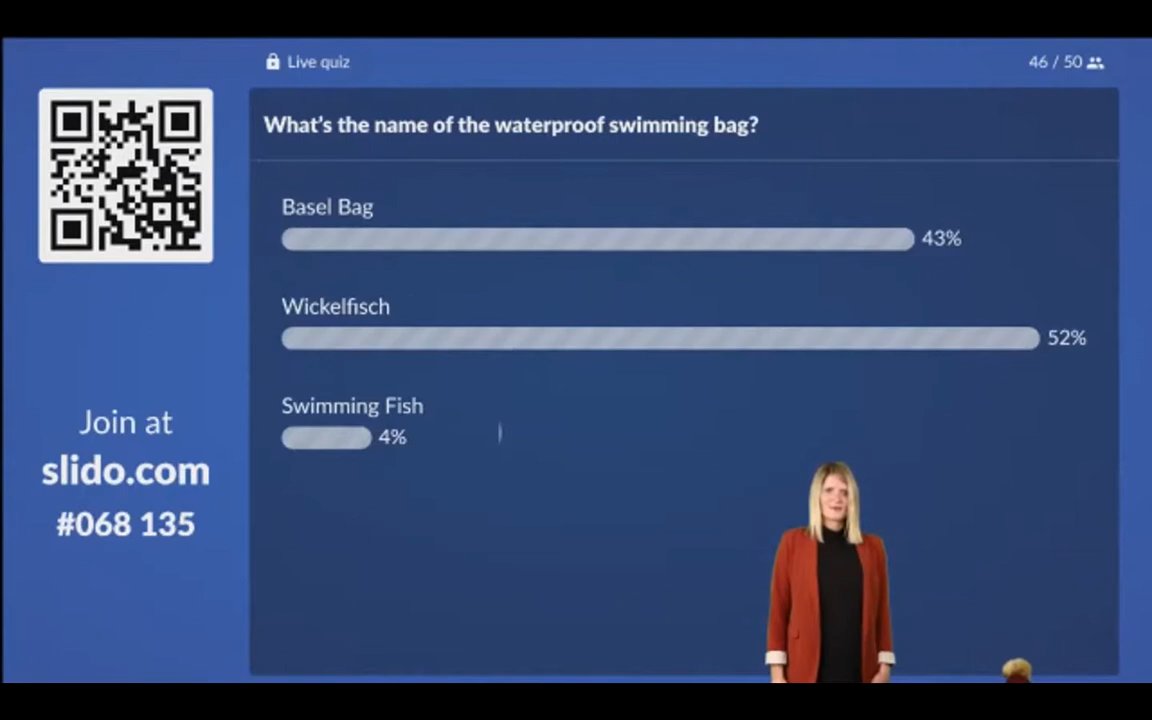 Live quiz
46 / 50
What's the name of the waterproof swimming bag?
Basel Bag
43%
Wickelfisch
52%
Swimming Fish
4%
Join at
slido.com
#068 135